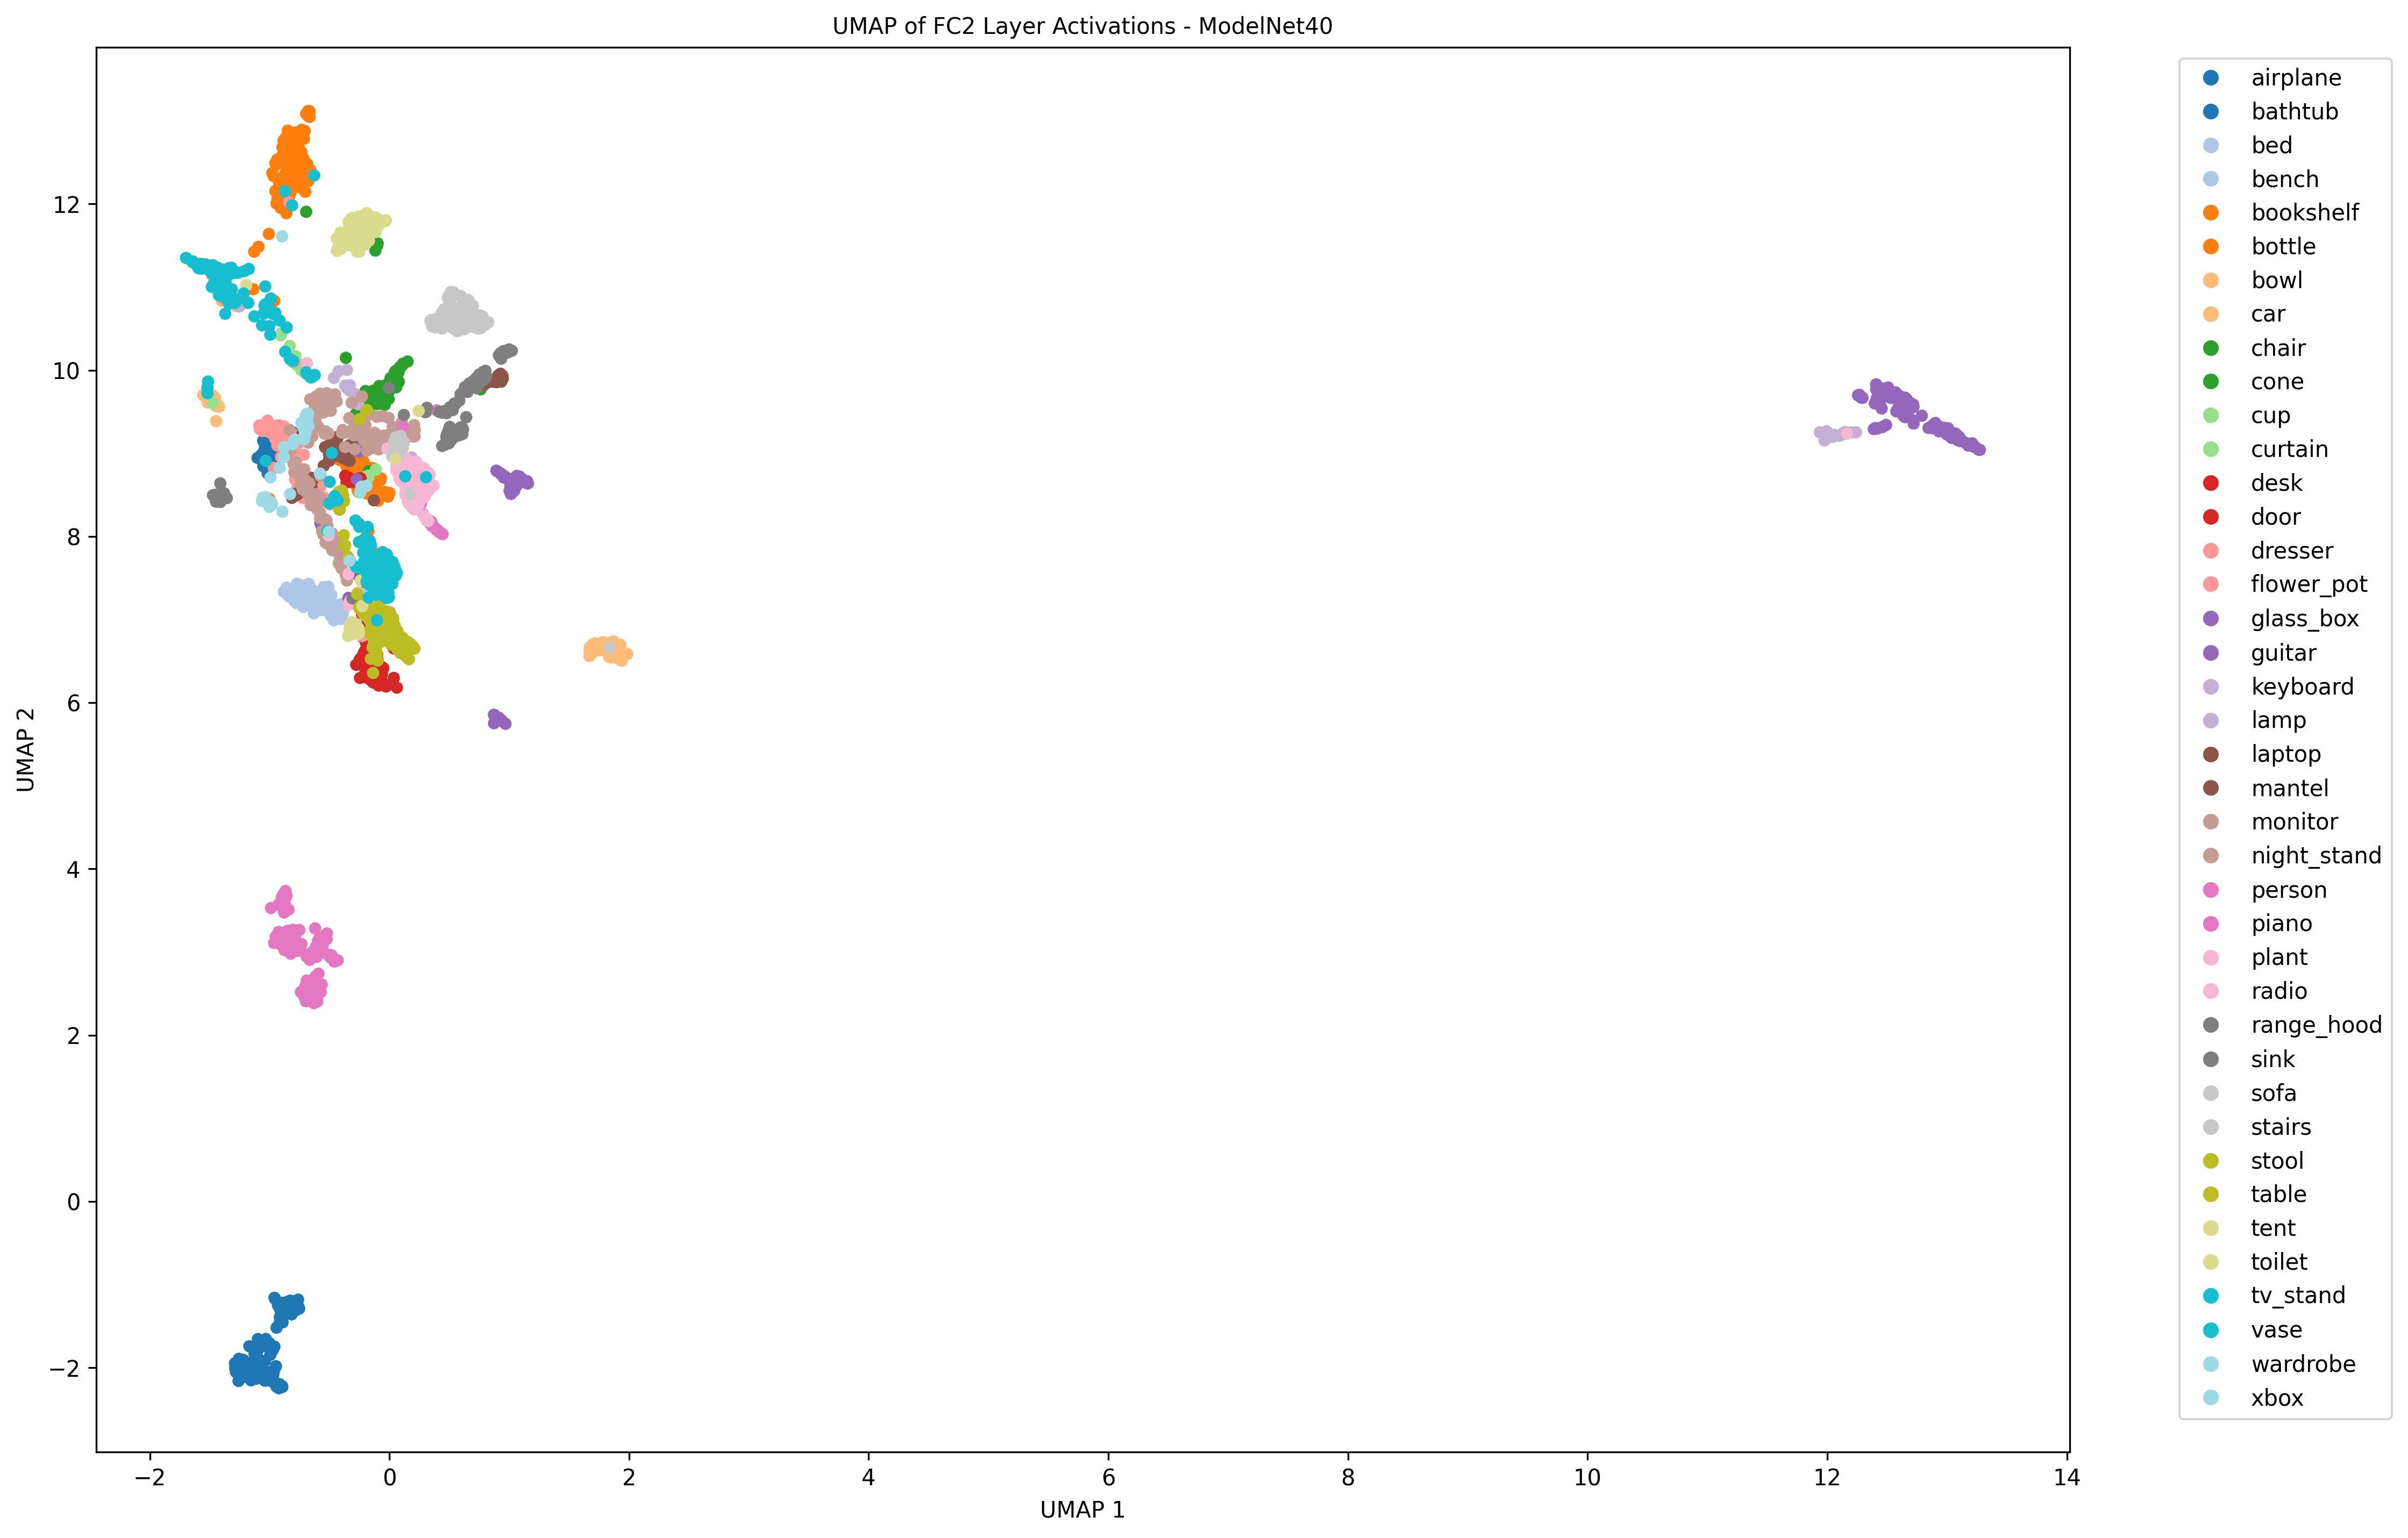 UMAP of FC2 Layer Activations - ModelNet40
UMAP 2
12
10
8
6
4
2
0
−2
−2
0
2
4
6
8
10
12
14
UMAP 1
airplane
bathtub
bed
bench
bookshelf
bottle
bowl
car
chair
cone
cup
curtain
desk
door
dresser
flower_pot
glass_box
guitar
keyboard
lamp
laptop
mantel
monitor
night_stand
person
piano
plant
radio
range_hood
sink
sofa
stairs
stool
table
tent
toilet
tv_stand
vase
wardrobe
xbox